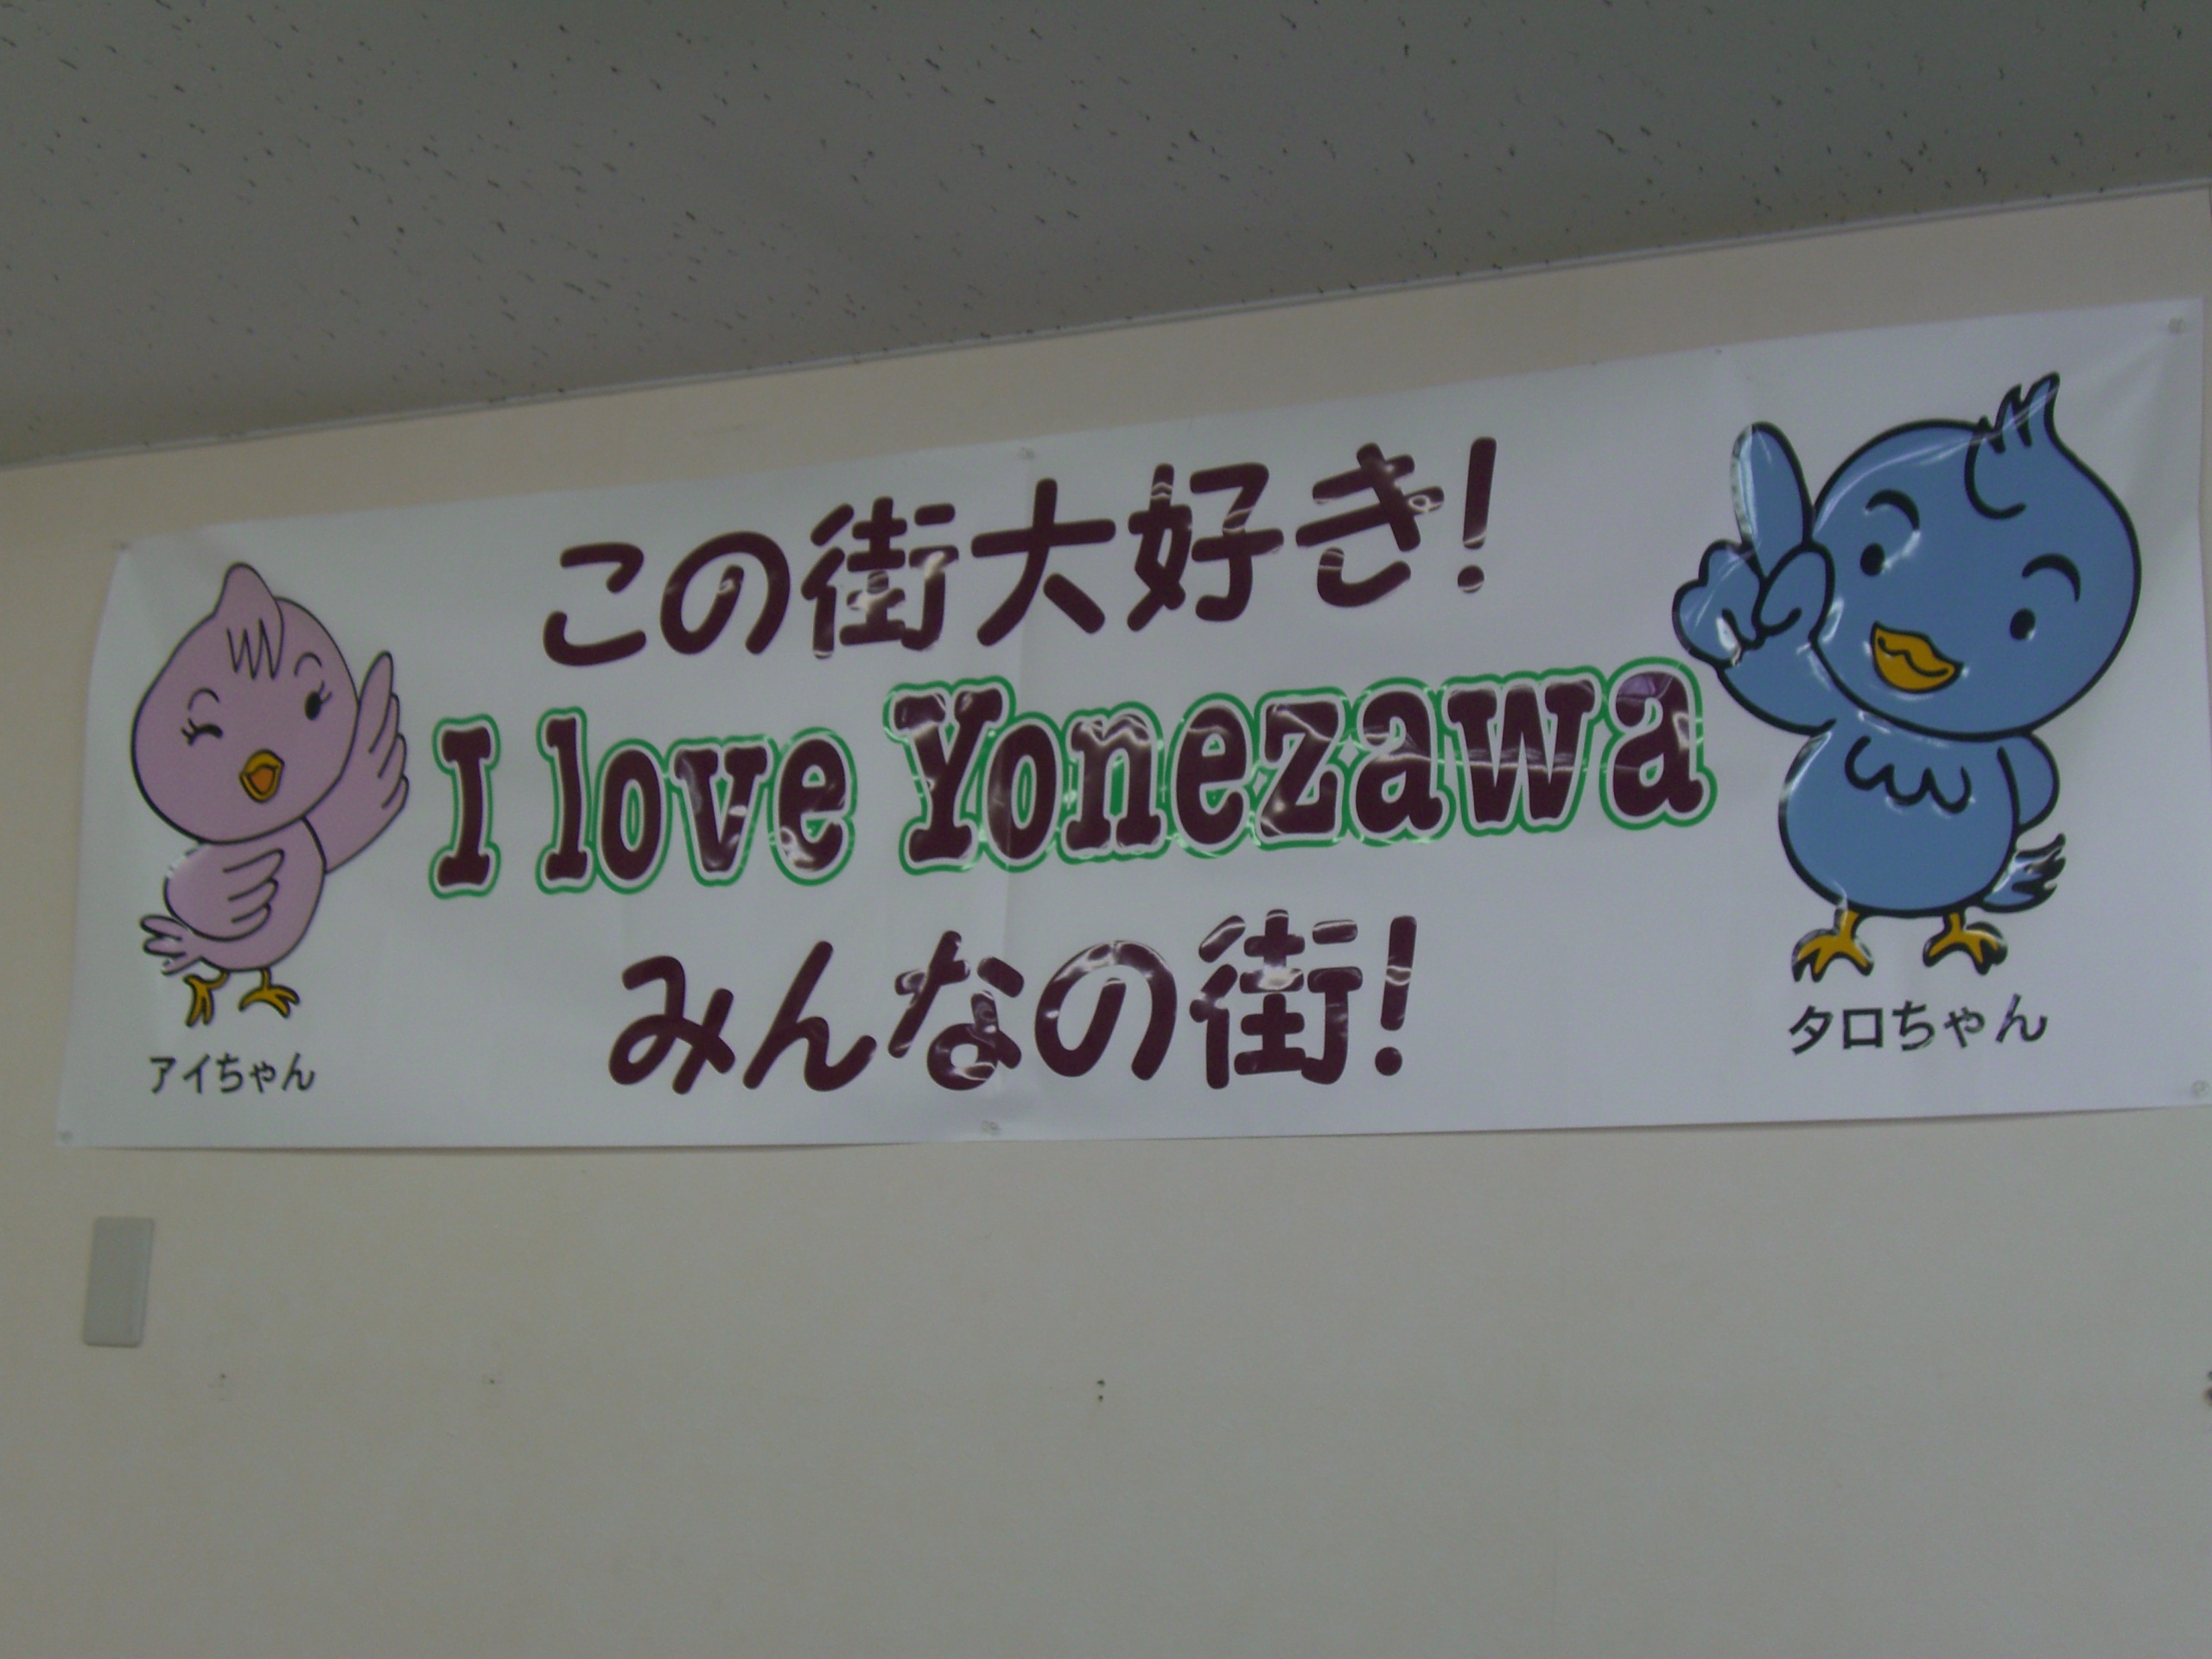 この街大好き!
I love Yonezawa
みんなの街!
アイちゃん
タロちゃん